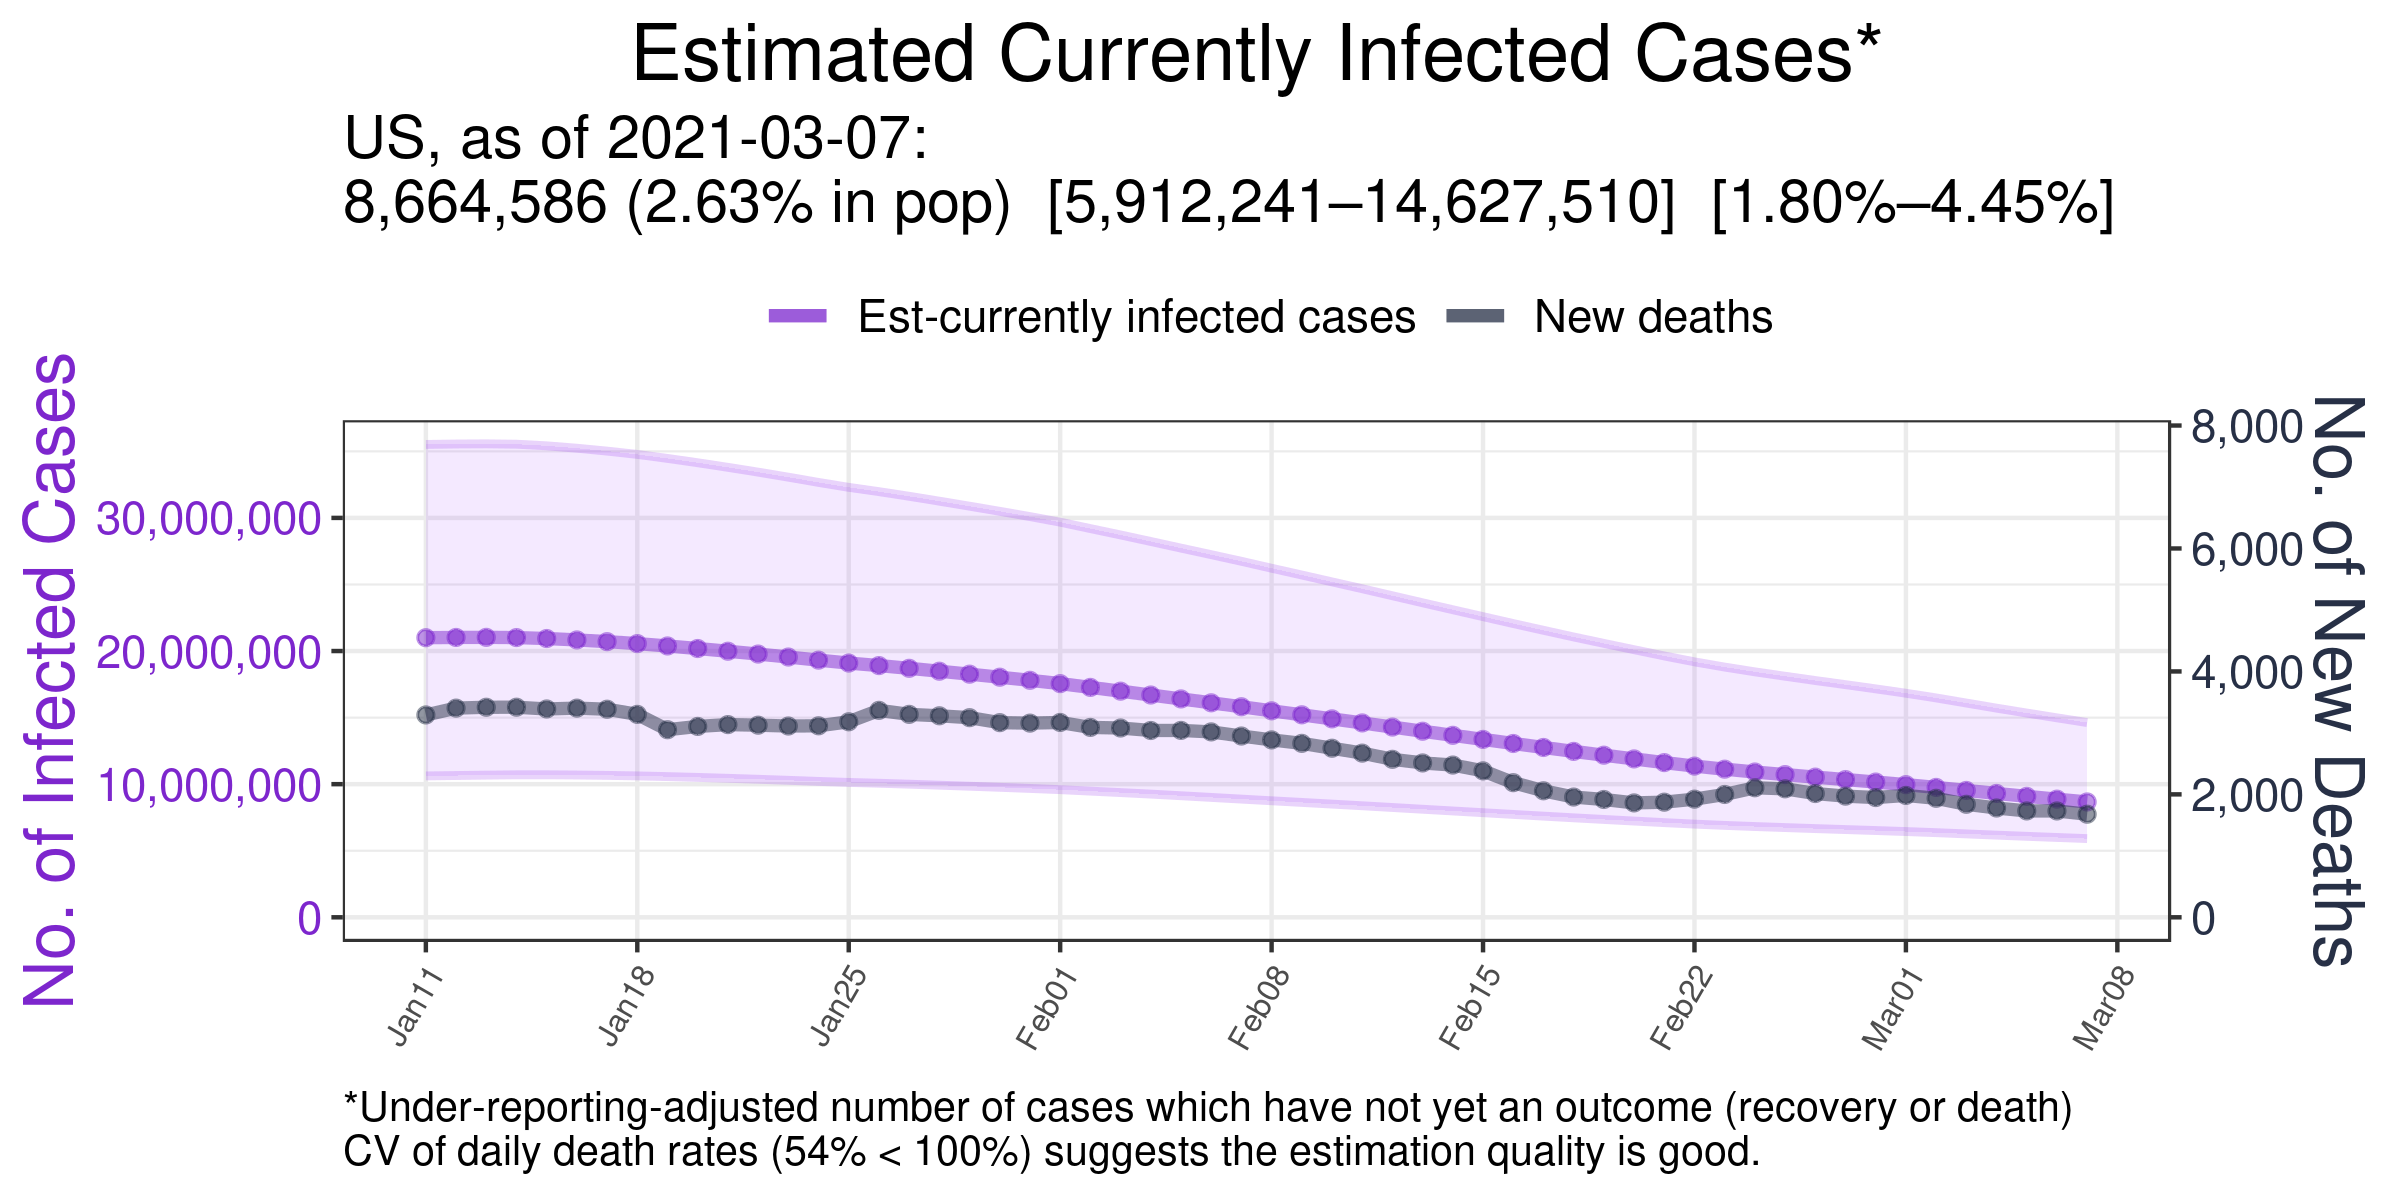 Estimated Currently Infected Cases*
US, as of 2021-03-07:
8,664,586 (2.63% in pop)  [5,912,241–14,627,510]  [1.80%–4.45%]
Est-currently infected cases
New deaths
No. of Infected Cases
30,000,000
20,000,000
10,000,000
0
8,000
6,000
4,000
2,000
0
No. of New Deaths
Jan11
Jan18
Jan25
Feb01
Feb08
Feb15
Feb22
Mar01
Mar08
*Under-reporting-adjusted number of cases which have not yet an outcome (recovery or death)
CV of daily death rates (54% < 100%) suggests the estimation quality is good.